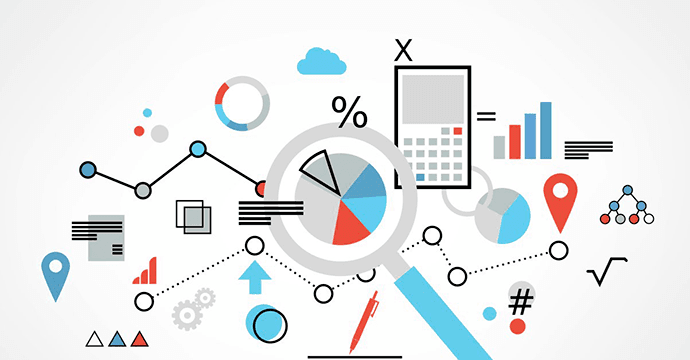 X
%
=
#
√